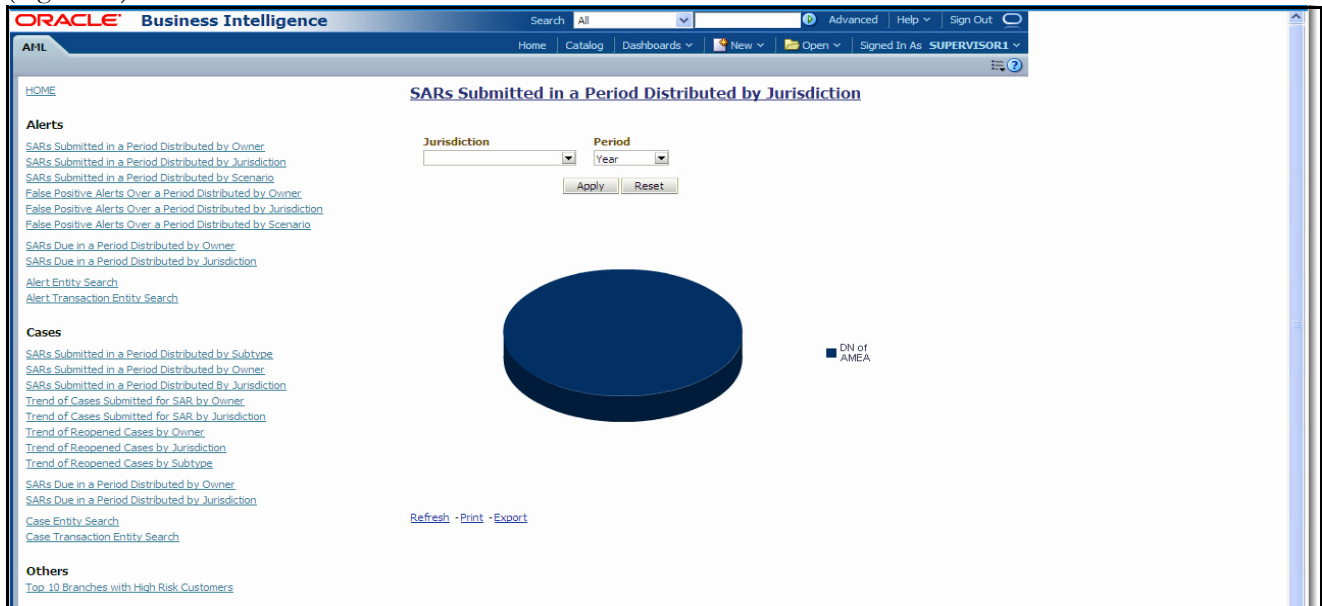 ORACLE Business Intelligence
Search All Advanced Help Sign Out
AML
Home Catalog Dashboards New Open Signed In As SUPERVISOR1
HOME
Alerts
SARs Submitted in a Period Distributed by Owner
SARs Submitted in a Period Distributed by Jurisdiction
SARs Submitted in a Period Distributed by Scenario
False Positive Alerts Over a Period Distributed by Owner
False Positive Alerts Over a Period Distributed by Jurisdiction
False Positive Alerts Over a Period Distributed by Scenario
SARs Due in a Period Distributed by Owner
SARs Due in a Period Distributed by Jurisdiction
Alert Entity Search
Alert Transaction Entity Search
Cases
SARs Submitted in a Period Distributed by Subtype
SARs Submitted in a Period Distributed by Owner
SARs Submitted in a Period Distributed By Jurisdiction
Trend of Cases Submitted for SAR by Owner
Trend of Cases Submitted for SAR by Jurisdiction
Trend of Reopened Cases by Owner
Trend of Reopened Cases by Jurisdiction
Trend of Reopened Cases by Subtype
SARs Due in a Period Distributed by Owner
SARs Due in a Period Distributed by Jurisdiction
Case Entity Search
Case Transaction Entity Search
Others
Top 10 Branches with High Risk Customers
SARs Submitted in a Period Distributed by Jurisdiction
Jurisdiction Period
Year
Apply Reset
DN of
AMEA
Refresh - Print - Export